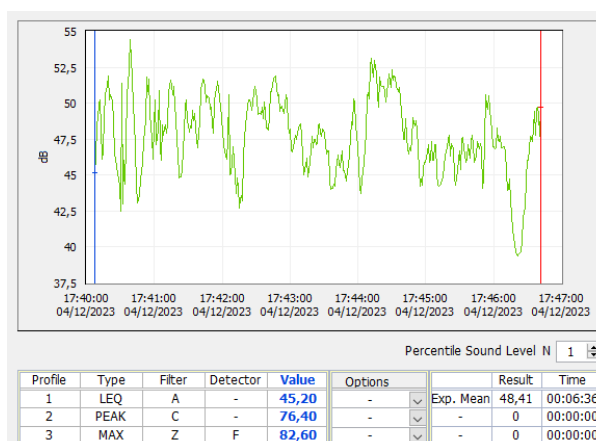 55
52,5
50
47,5
45
42,5
40
37,5
dB
17:40:00 17:41:00 17:42:00 17:43:00 17:44:00 17:45:00 17:46:00 17:47:00
04/12/2023 04/12/2023 04/12/2023 04/12/2023 04/12/2023 04/12/2023 04/12/2023 04/12/2023
Percentile Sound Level N 1
Profile Type Filter Detector Value Options Result Time
1 LEQ A - 45,20 - Exp. Mean 48,41 00:06:36
2 PEAK C - 76,40 - - 0 00:00:00
3 MAX Z F 82,60 - - 0 00:00:00